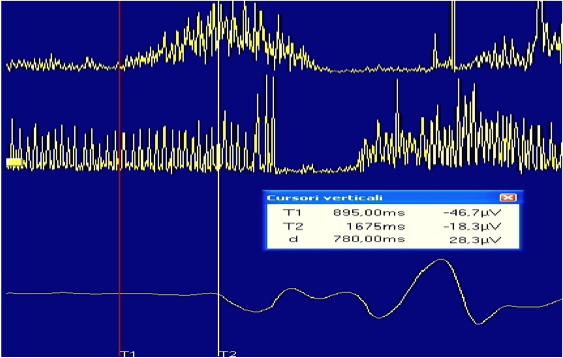 Cursori verticali
T1 895,00ms -46.7µV
T2 1675ms -18,3µV
d 780,00ms 28,3µV
T1 T2